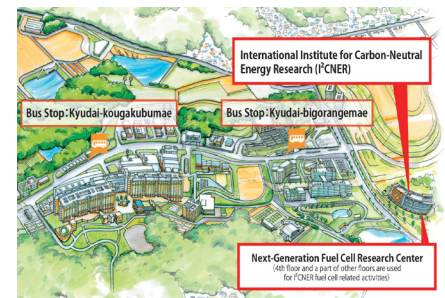 International Institute for Carbon-Neutral
Energy Research (I²CNER)
Bus Stop:Kyudai-kougakubumae
Bus Stop:Kyudai-bigorangemae
Next-Generation Fuel Cell Research Center
(4th floor and a part of other floors are used
for I²CNER fuel cell related activities)